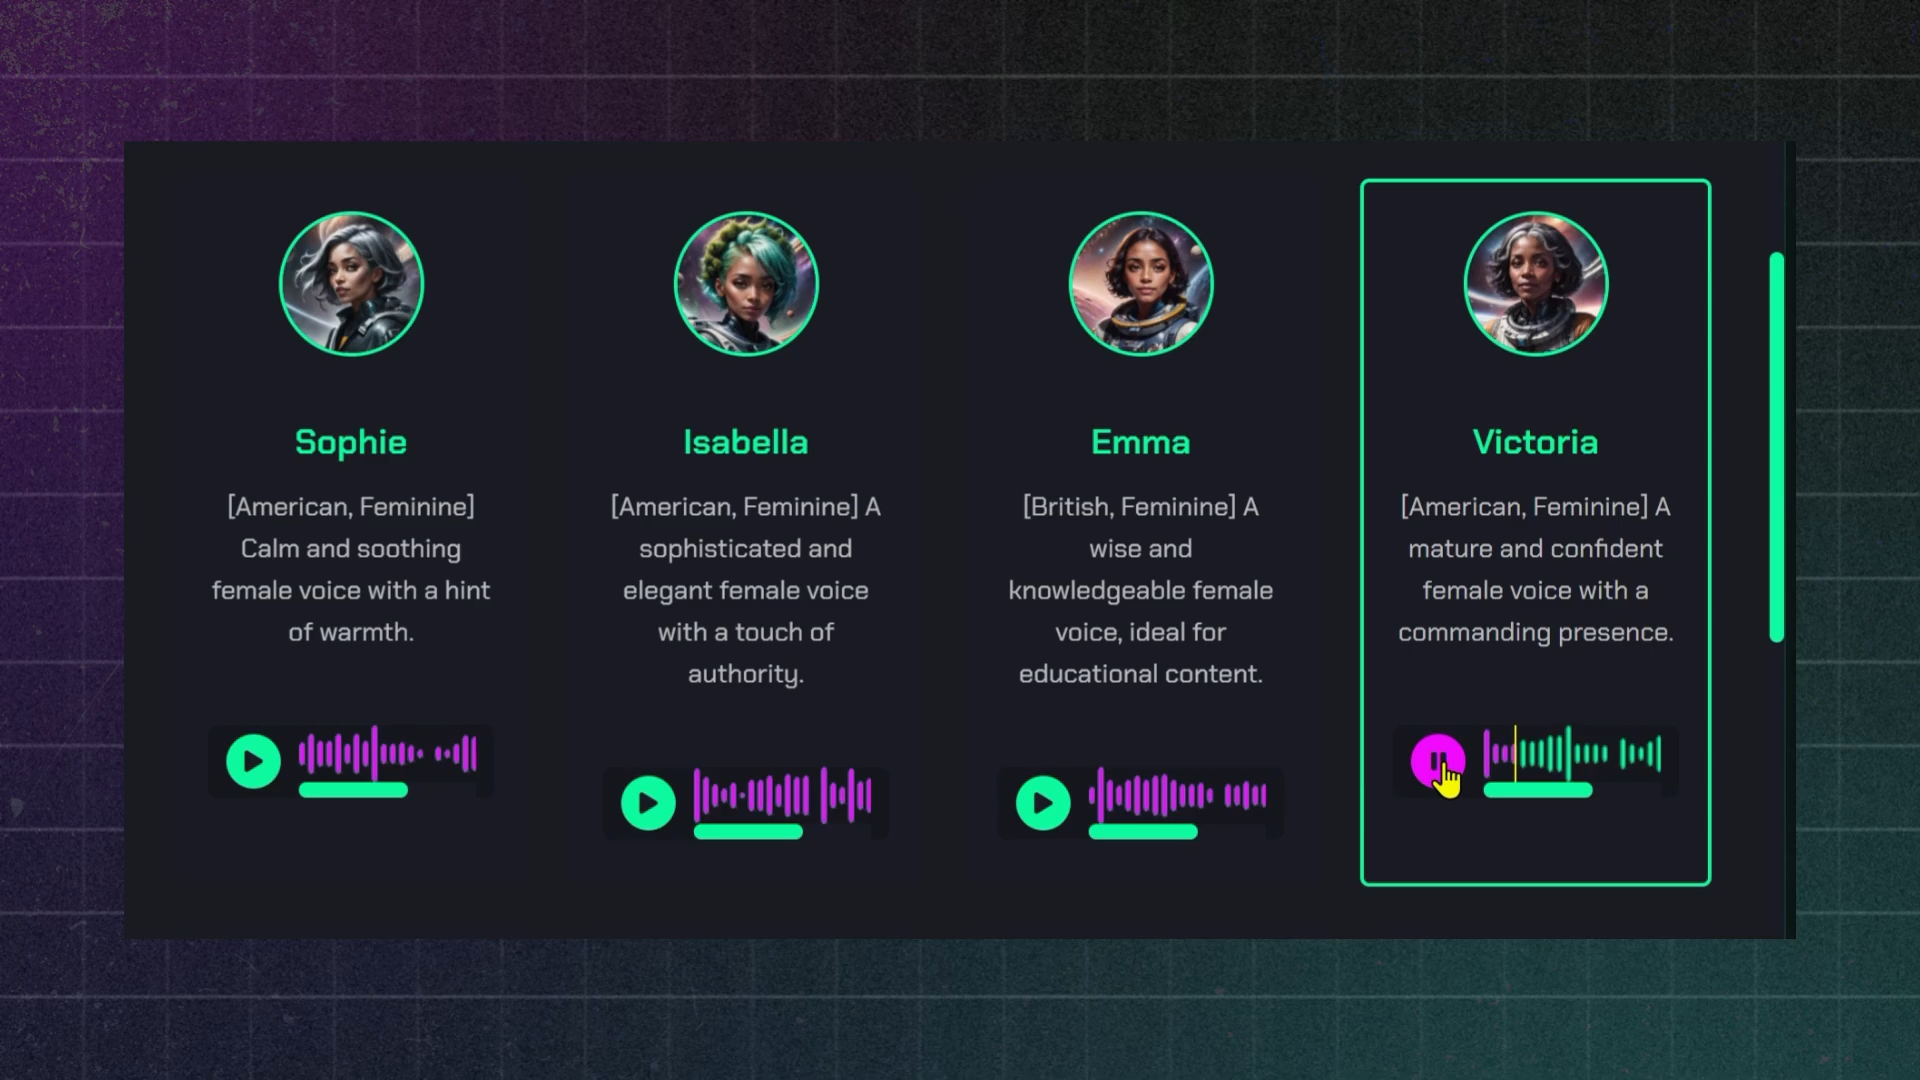 Sophie
[American, Feminine]
Calm and soothing
female voice with a hint
of warmth.
Isabella
[American, Feminine] A
sophisticated and
elegant female voice
with a touch of
authority.
Emma
[British, Feminine] A
wise and
knowledgeable female
voice, ideal for
educational content.
Victoria
[American, Feminine] A
mature and confident
female voice with a
commanding presence.